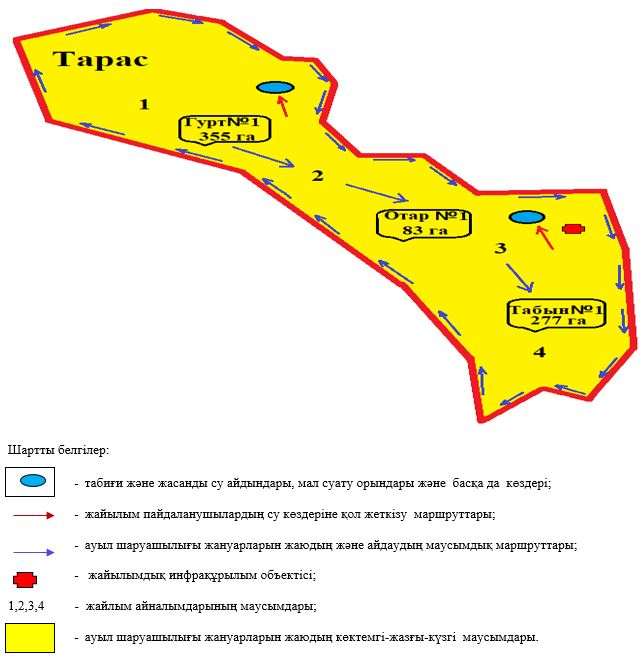 Тарас
1
Гурт№1
355 га
2
Отар №1
83 га
3
Табын№1
277 га
4
Шартты белгілер:
- табиғи және жасанды су айдындары, мал суату орындары және басқа да көздері;
- жайылым пайдаланушылардың су көздеріне қол жеткізу маршруттары;
- ауыл шаруашылығы жануарларын жаюдың және айдаудың маусымдық маршруттары;
- жайылымдық инфрақұрылым объектісі;
1,2,3,4 - жайлым айналымдарының маусымдары;
- ауыл шаруашылығы жануарларын жаюдың көктемгі-жазғы-күзгі маусымдары.